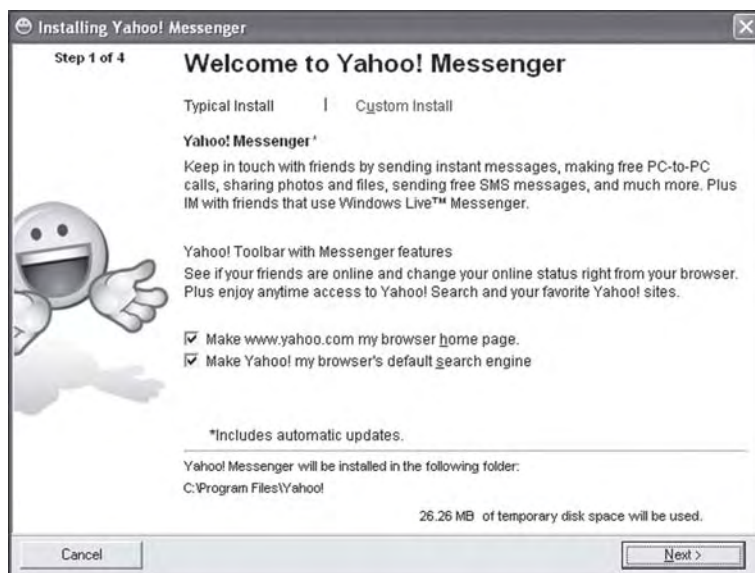 Installing Yahoo! Messenger
Step 1 of 4
Welcome to Yahoo! Messenger
Typical Install | Custom Install
Yahoo! Messenger*
Keep in touch with friends by sending instant messages, making free PC-to-PC
calls, sharing photos and files, sending free SMS messages, and much more. Plus
IM with friends that use Windows Live™ Messenger.
Yahoo! Toolbar with Messenger features
See if your friends are online and change your online status right from your browser.
Plus enjoy anytime access to Yahoo! Search and your favorite Yahoo! sites.
Make www.yahoo.com my browser home page.
Make Yahoo! my browser's default search engine
*Includes automatic updates.
Yahoo! Messenger will be installed in the following folder:
C:\Program Files\Yahoo!
26.26 MB of temporary disk space will be used.
Cancel
Next >